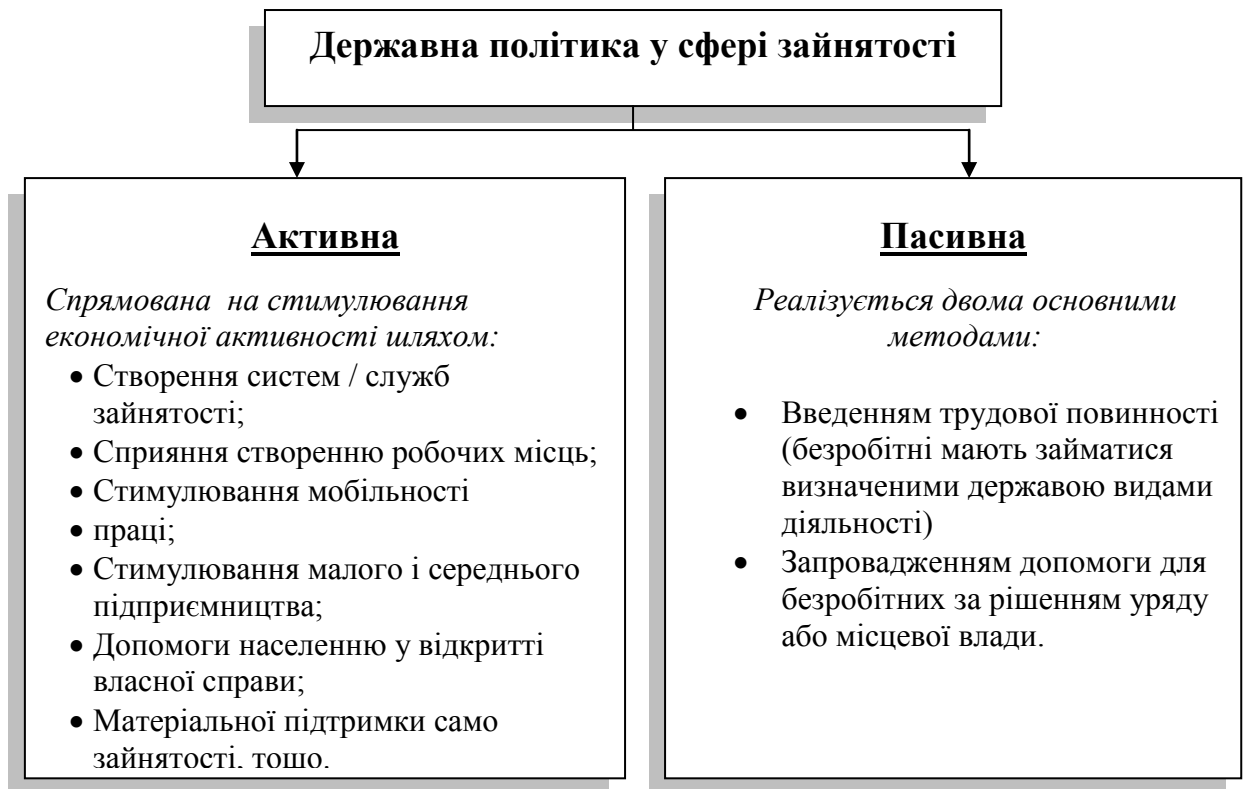 Державна політика у сфері зайнятості
Активна
Спрямована на стимулювання
економічної активності шляхом:
• Створення систем / служб
зайнятості;
• Сприяння створенню робочих місць;
• Стимулювання мобільності
• праці;
• Стимулювання малого і середнього
підприємництва;
• Допомоги населенню у відкритті
власної справи;
• Матеріальної підтримки само
зайнятості, тощо.
Пасивна
Реалізується двома основними
методами:
• Введенням трудової повинності
(безробітні мають займатися
визначеними державою видами
діяльності)
• Запровадженням допомоги для
безробітних за рішенням уряду
або місцевої влади.